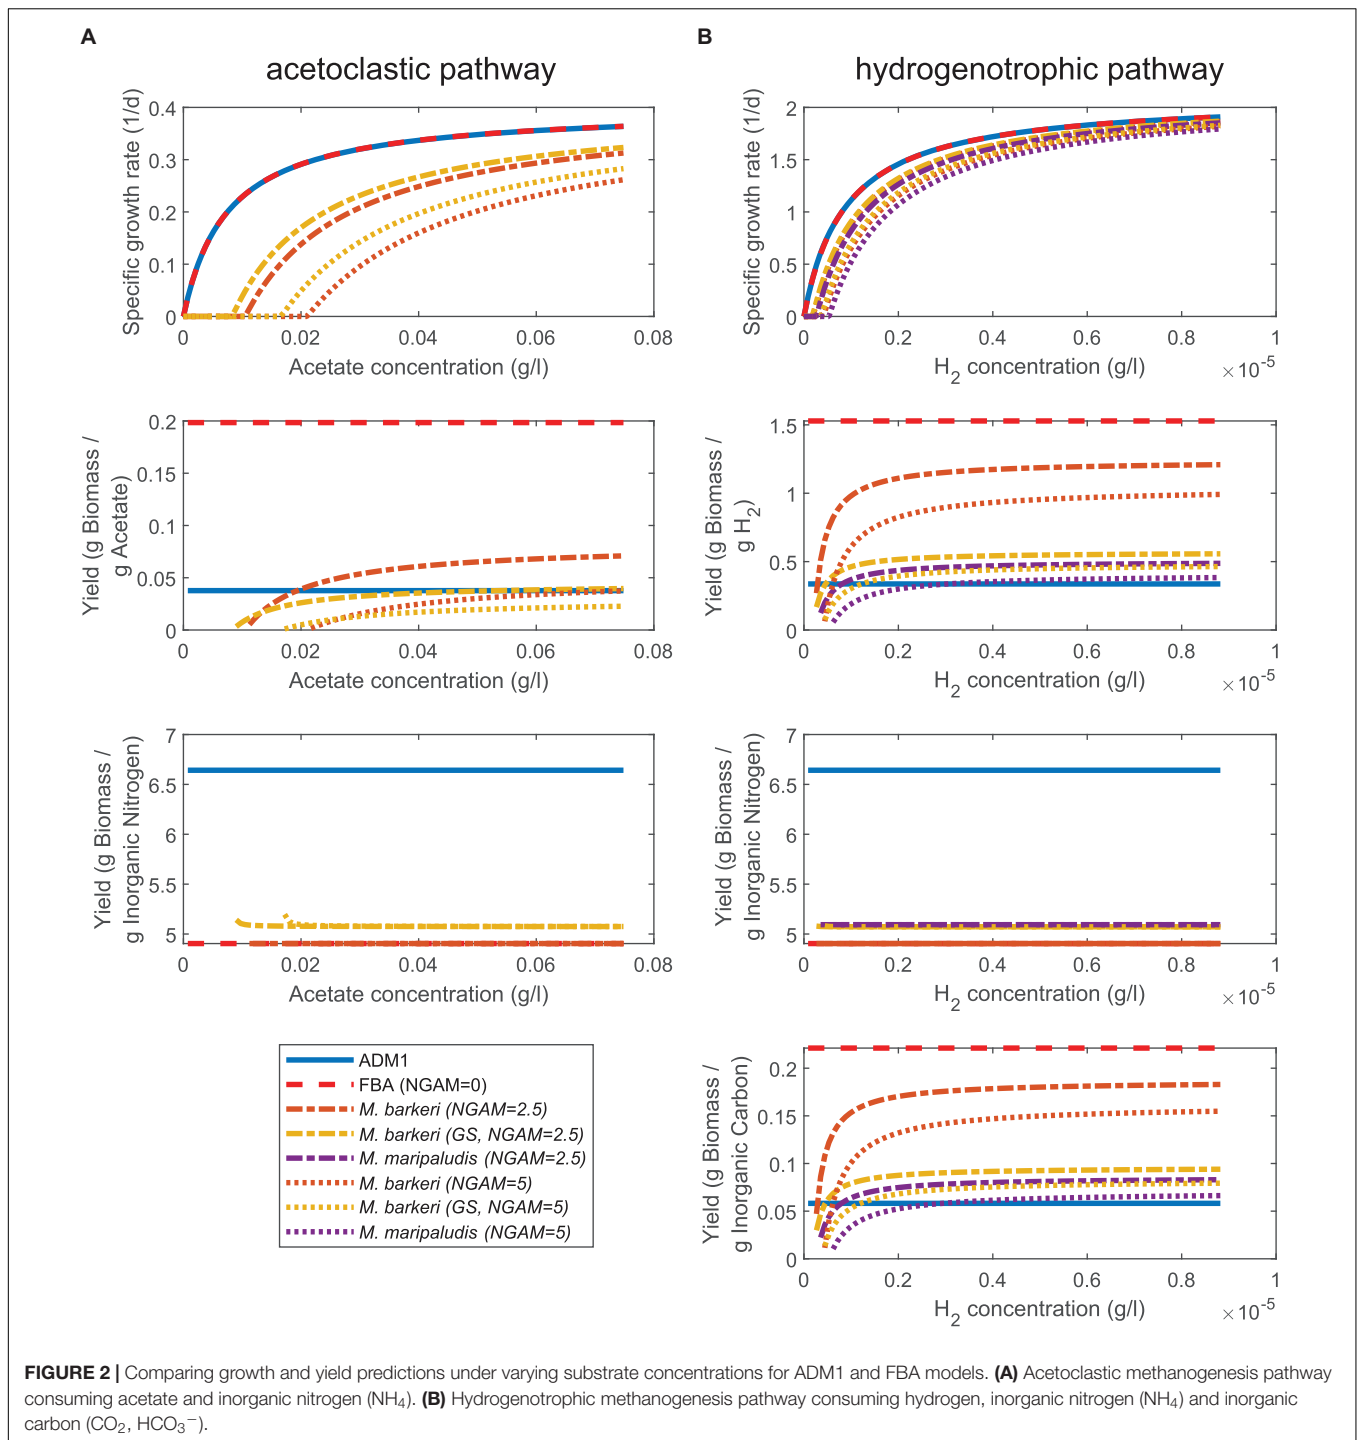 A
acetoclastic pathway
Specific growth rate (1/d)
0.4
0.3
0.2
0.1
0
0
0.02
0.04
0.06
0.08
Acetate concentration (g/l)
Yield (g Biomass /
g Acetate)
0.2
0.15
0.1
0.05
0
0
0.02
0.04
0.06
0.08
Acetate concentration (g/l)
Yield (g Biomass /
g Inorganic Nitrogen)
7
6.5
6
5.5
5
0
0.02
0.04
0.06
0.08
Acetate concentration (g/l)
ADM1
FBA (NGAM=0)
M. barkeri (NGAM=2.5)
M. barkeri (GS, NGAM=2.5)
M. maripaludis (NGAM=2.5)
M. barkeri (NGAM=5)
M. barkeri (GS, NGAM=5)
M. maripaludis (NGAM=5)
B
hydrogenotrophic pathway
Specific growth rate (1/d)
2
1.5
1
0.5
0
0
0.2
0.4
0.6
0.8
1
×10-5
H2 concentration (g/l)
Yield (g Biomass /
g H2)
1.5
1
0.5
0
0
0.2
0.4
0.6
0.8
1
×10-5
H2 concentration (g/l)
Yield (g Biomass /
g Inorganic Nitrogen)
7
6.5
6
5.5
5
0
0.2
0.4
0.6
0.8
1
×10-5
H2 concentration (g/l)
Yield (g Biomass /
g Inorganic Carbon)
0.2
0.15
0.1
0.05
0
0
0.2
0.4
0.6
0.8
1
×10-5
H2 concentration (g/l)
FIGURE 2 | Comparing growth and yield predictions under varying substrate concentrations for ADM1 and FBA models. (A) Acetoclastic methanogenesis pathway
consuming acetate and inorganic nitrogen (NH4). (B) Hydrogenotrophic methanogenesis pathway consuming hydrogen, inorganic nitrogen (NH4) and inorganic
carbon (CO2, HCO3−).